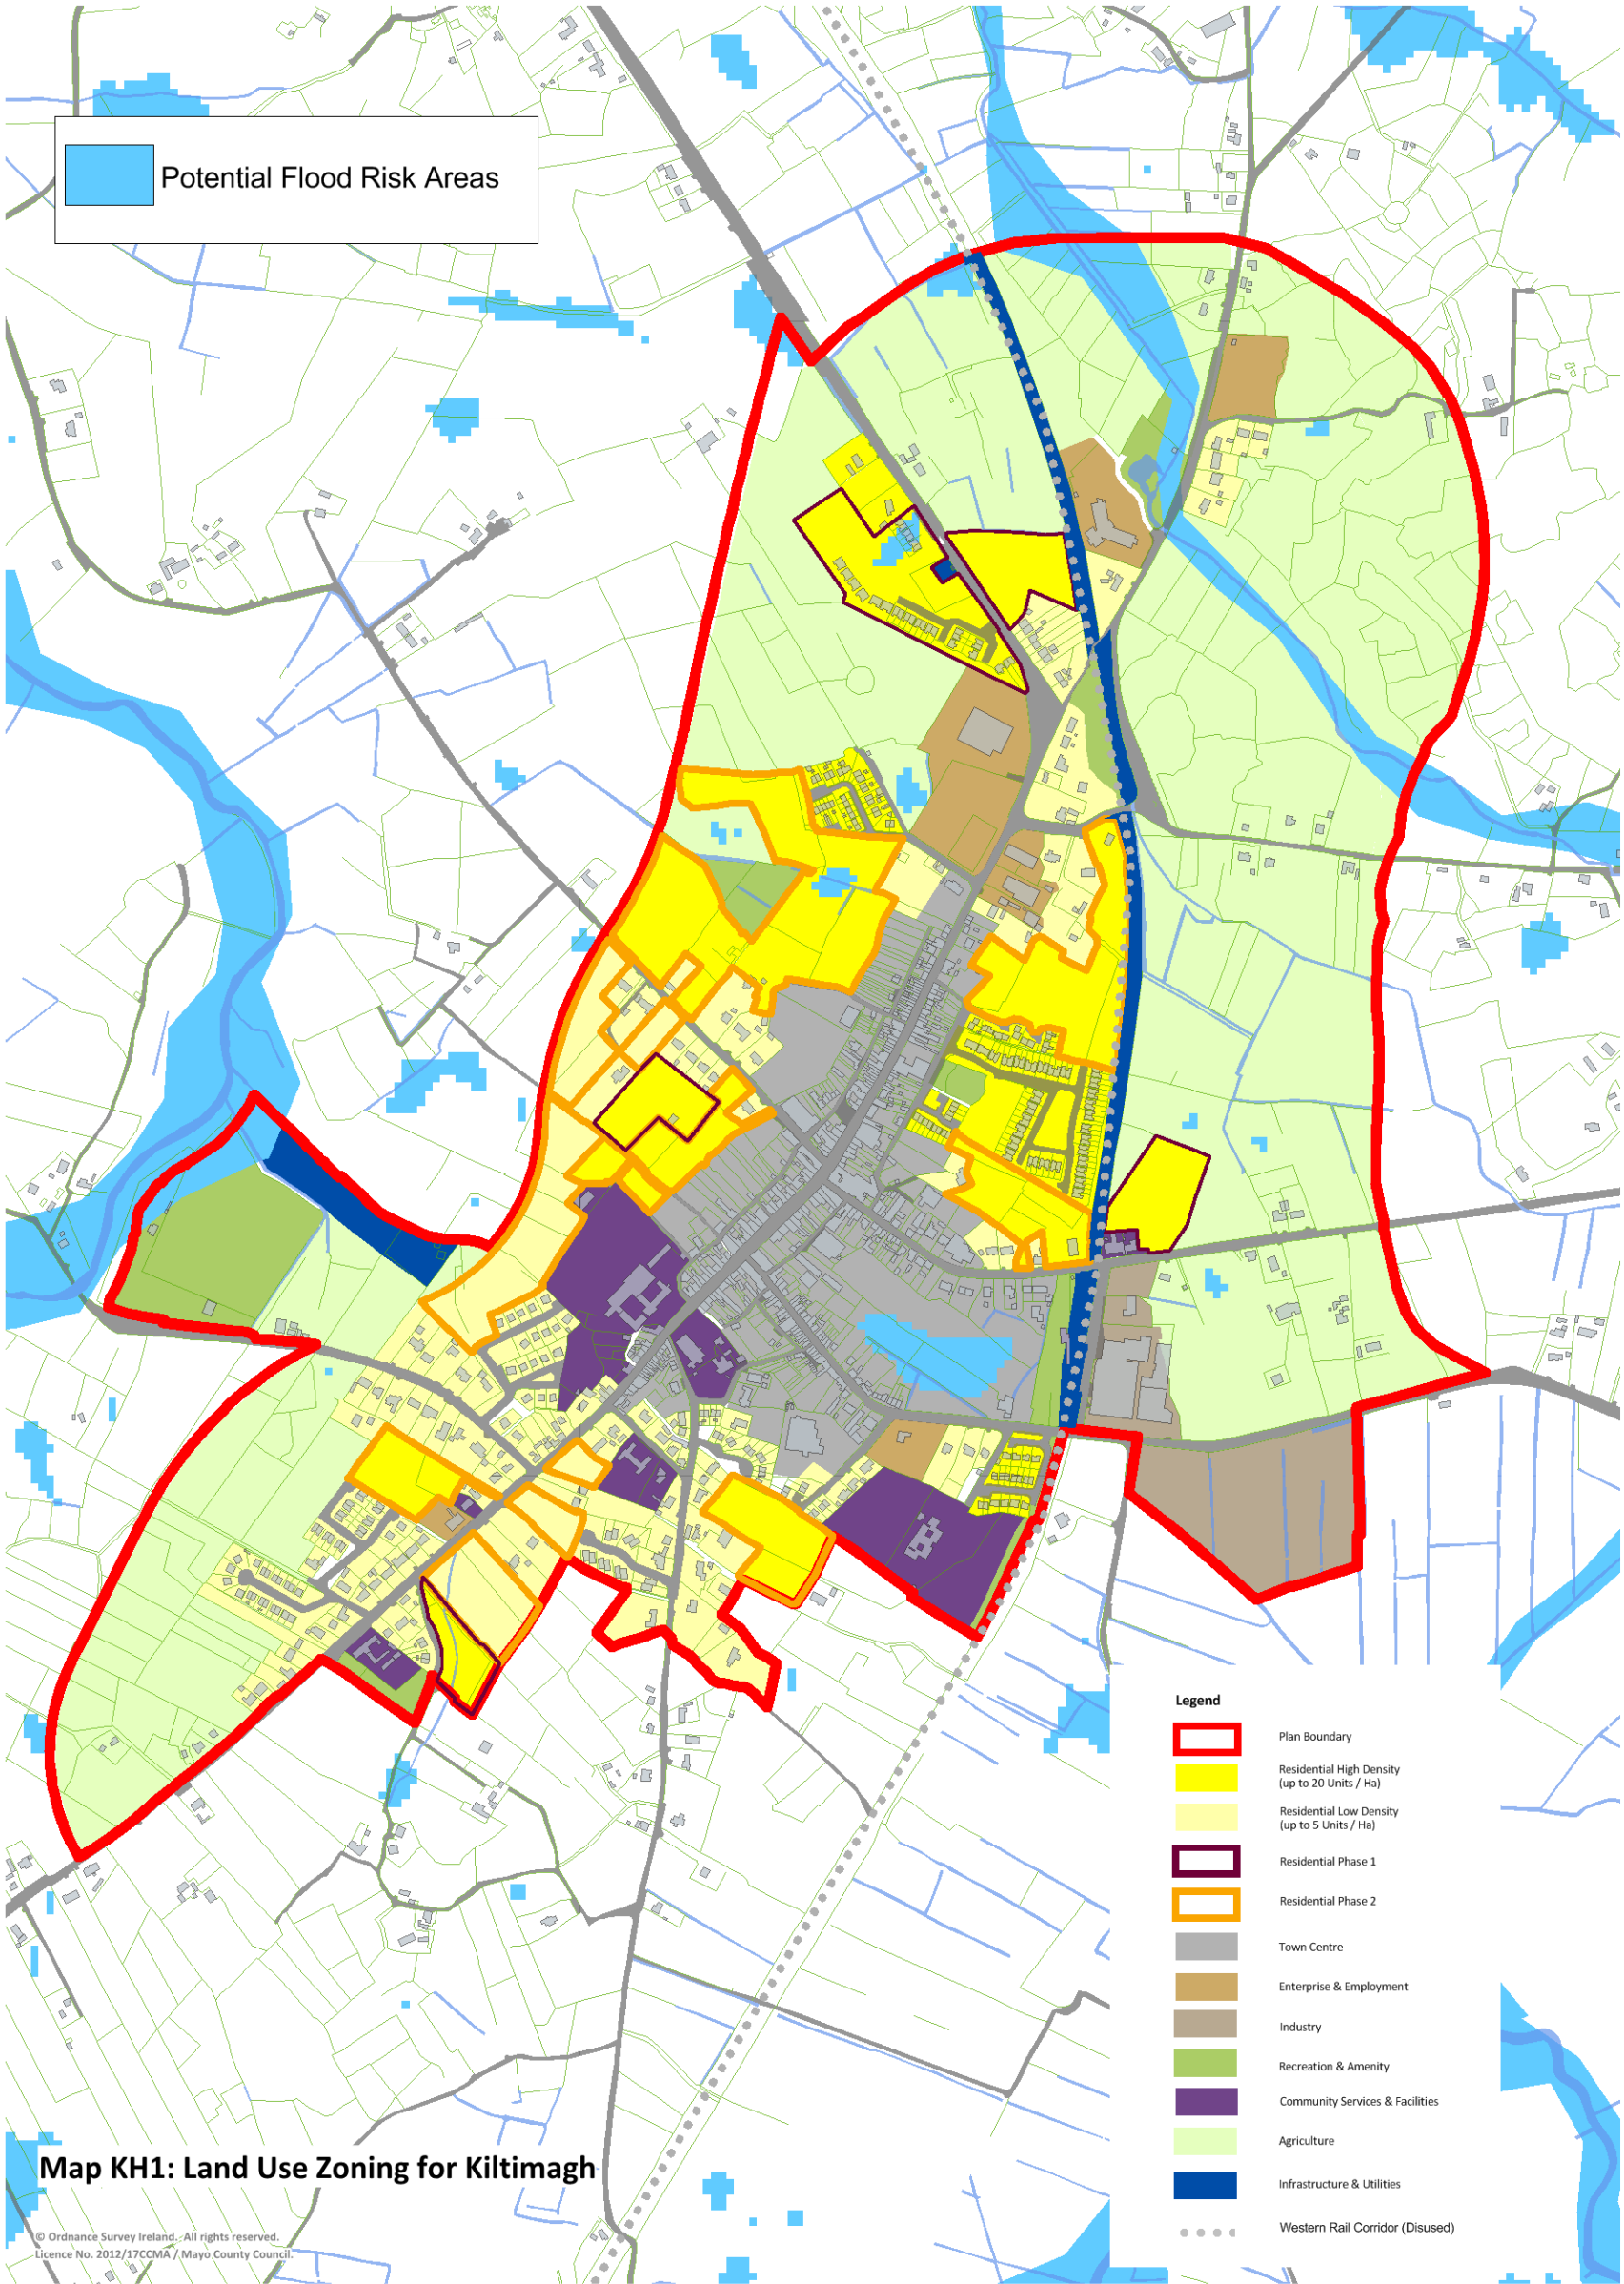 Potential Flood Risk Areas
Legend
Plan Boundary
Residential High Density
(up to 20 Units / Ha)
Residential Low Density
(up to 5 Units / Ha)
Residential Phase 1
Residential Phase 2
Town Centre
Enterprise & Employment
Industry
Recreation & Amenity
Community Services & Facilities
Agriculture
Infrastructure & Utilities
Western Rail Corridor (Disused)
Map KH1: Land Use Zoning for Kiltimagh
© Ordnance Survey Ireland. All rights reserved.
Licence No. 2012/17CCMA / Mayo County Council.